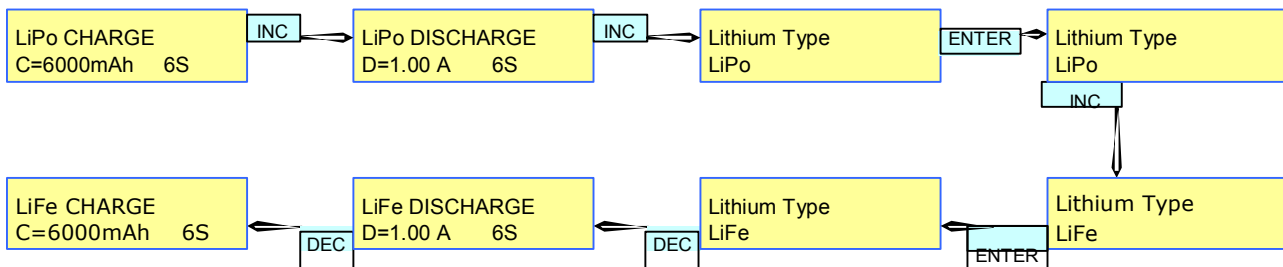 LiPo CHARGE
C=6000mAh 6S
INC
LiPo DISCHARGE
D=1.00 A 6S
INC
Lithium Type
LiPo
ENTER
Lithium Type
LiPo
INC
LiFe CHARGE
C=6000mAh 6S
DEC
LiFe DISCHARGE
D=1.00 A 6S
DEC
Lithium Type
LiFe
ENTER
Lithium Type
LiFe